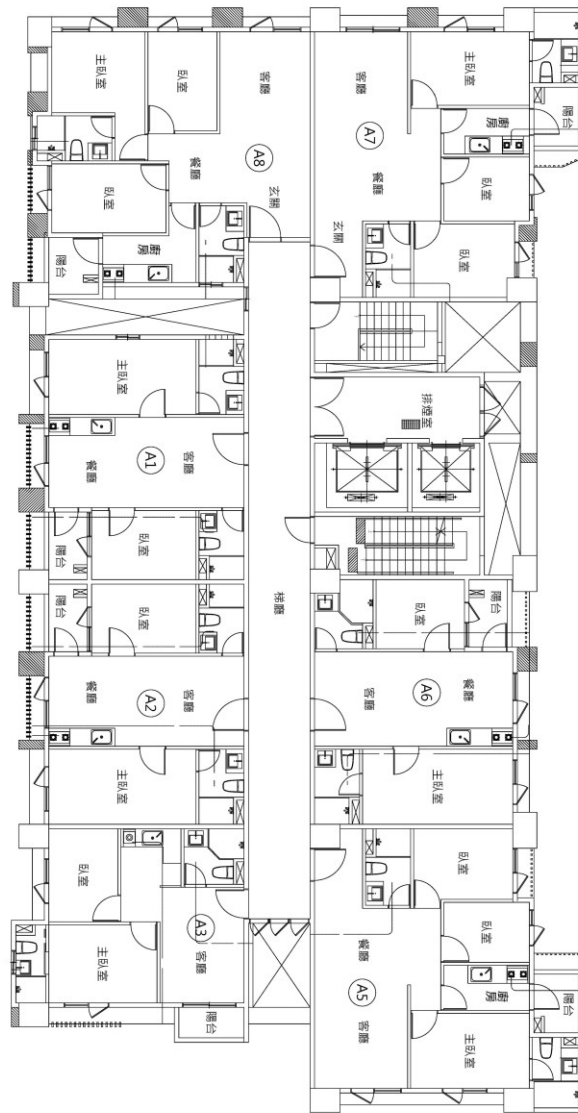 主臥室
臥室
客廳
客廳
主臥室
陽台
廚房
A8
A7
餐廳
餐廳
臥室
臥室
玄關
玄關
臥室
陽台
廚房
主臥室
排煙室
A1
客廳
餐廳
陽台
臥室
陽台
臥室
梯廳
臥室
陽台
A2
客廳
餐廳
A6
客廳
餐廳
主臥室
主臥室
臥室
臥室
A3
客廳
主臥室
陽台
臥室
餐廳
A5
客廳
廚房
陽台
主臥室